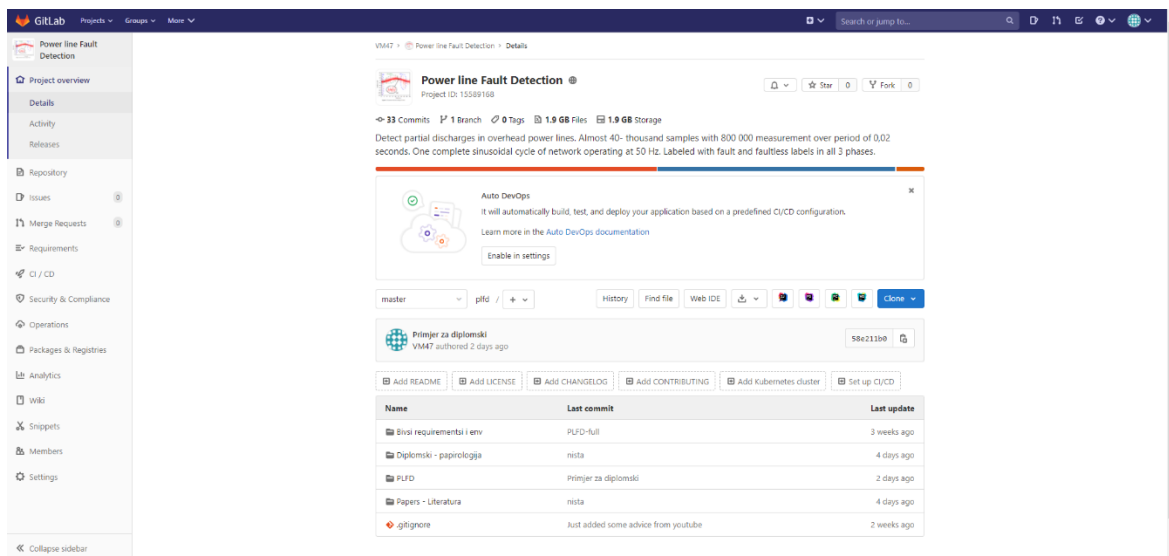 GitLab Projects Groups More Search or jump to...
Power line Fault
Detection
Project overview
Details
Activity
Releases
Repository
Issues 0
Merge Requests 0
Requirements
CI / CD
Security & Compliance
Operations
Packages & Registries
Analytics
Wiki
Snippets
Members
Settings
Collapse sidebar
VM47 > Power line Fault Detection > Details
Power line Fault Detection
Project ID: 15589168
Star 0 Fork 0
33 Commits 1 Branch 0 Tags 1.9 GB Files 1.9 GB Storage
Detect partial discharges in overhead power lines. Almost 40- thousand samples with 800 000 measurement over period of 0,02
seconds. One complete sinusoidal cycle of network operating at 50 Hz. Labeled with fault and faultless labels in all 3 phases.
Auto DevOps
It will automatically build, test, and deploy your application based on a predefined CI/CD configuration.
Learn more in the Auto DevOps documentation
Enable in settings
master plfd / + History Find file Web IDE Clone
Primjer za diplomski
VM47 authored 2 days ago
58e211b0
Add README Add LICENSE Add CHANGELOG Add CONTRIBUTING Add Kubernetes cluster Set up CI/CD
Name Last commit Last update
Bivsi requirementsi i env PLFD-full 3 weeks ago
Diplomski - papirologija nista 4 days ago
PLFD Primjer za diplomski 2 days ago
Papers - Literatura nista 4 days ago
.gitignore Just added some advice from youtube 2 weeks ago